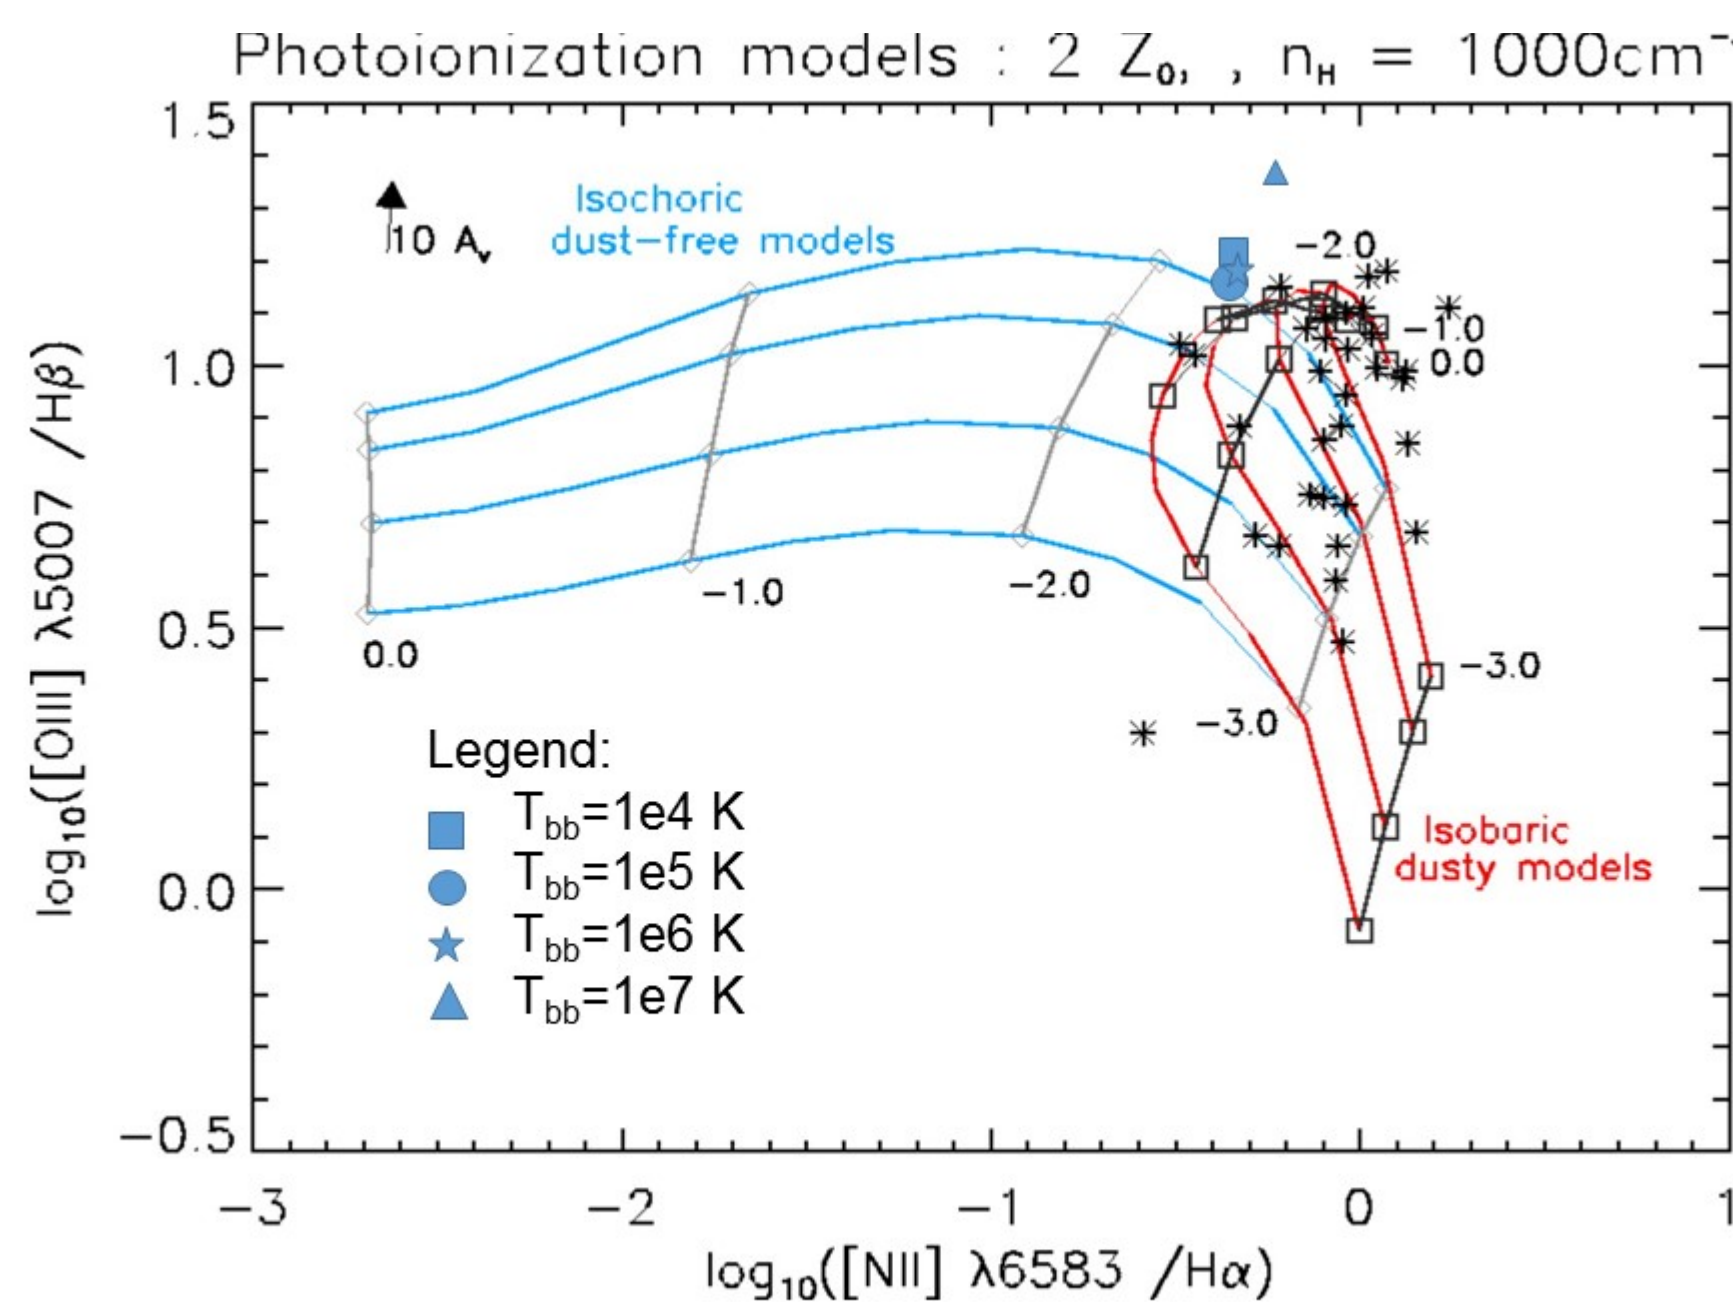 Photoionization models : 2 Z₀, , n_H = 1000cm⁻
1.5
1.0
0.5
0.0
−0.5
log₁₀([OIII] λ5007 /Hβ)
10 Aᵥ
Isochoric
dust−free models
−2.0
−1.0
0.0
0.0
−1.0
−2.0
−3.0
−3.0
Isobaric
dusty models
Legend:
T_bb=1e4 K
T_bb=1e5 K
T_bb=1e6 K
T_bb=1e7 K
−3
−2
−1
0
1
log₁₀([NII] λ6583 /Hα)